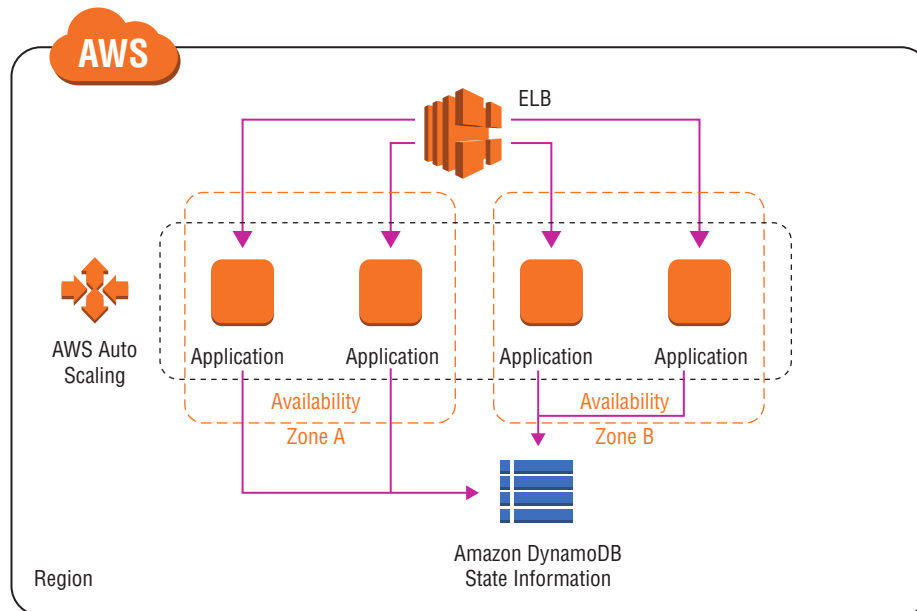 AWS
ELB
AWS Auto
Scaling
Application
Application
Application
Application
Availability
Zone A
Availability
Zone B
Amazon DynamoDB
State Information
Region